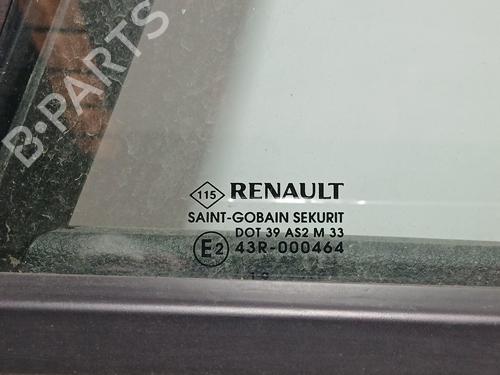 B-PARTS
115 RENAULT
SAINT-GOBAIN SEKURIT
DOT 39 AS2 M 33
E2 43R-000464